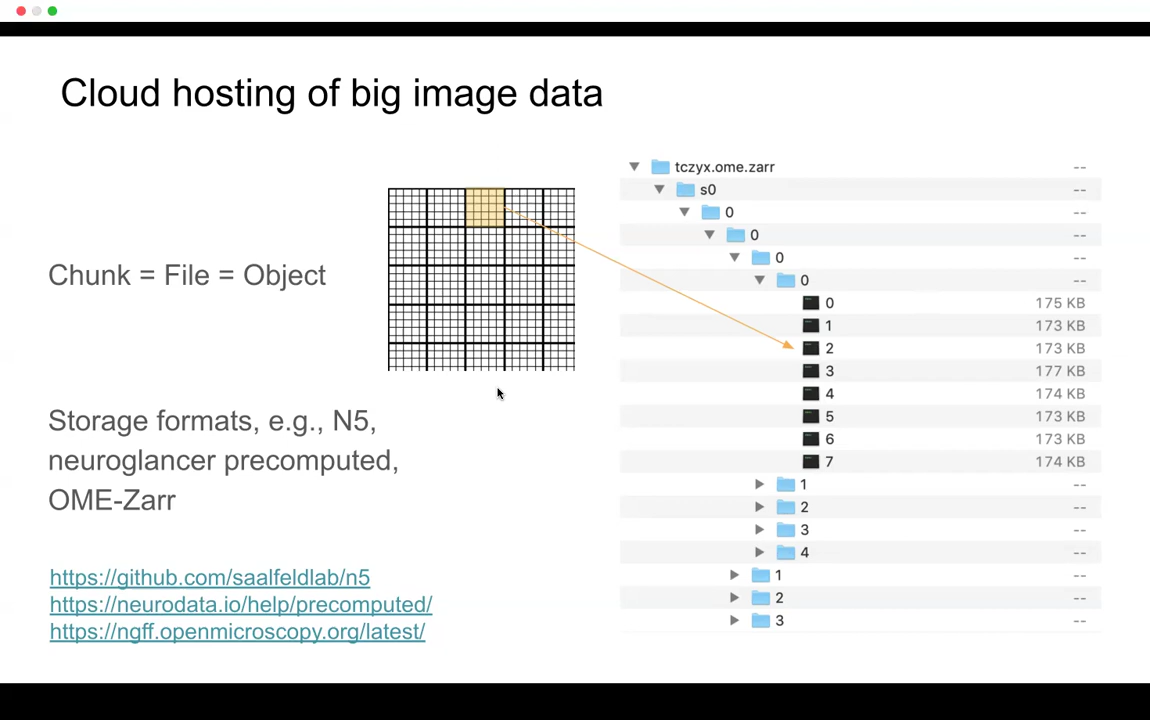 Cloud hosting of big image data
Chunk = File = Object
Storage formats, e.g., N5,
neuroglancer precomputed,
OME-Zarr
https://github.com/saalfeldlab/n5
https://neurodata.io/help/precomputed/
https://ngff.openmicroscopy.org/latest/
tczyx.ome.zarr --
s0 --
0 --
0 --
0 --
0 --
0 175 KB
1 173 KB
2 173 KB
3 177 KB
4 174 KB
5 173 KB
6 173 KB
7 174 KB
1 --
2 --
3 --
4 --
1 --
2 --
3 --